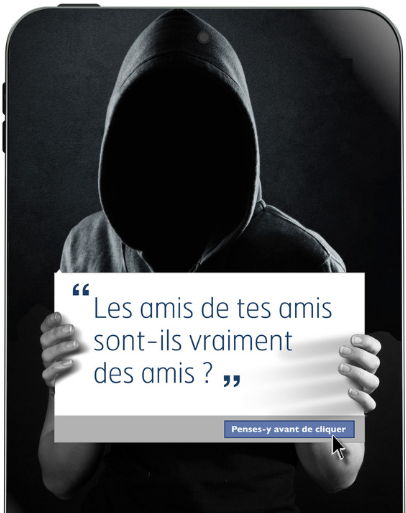 “ Les amis de tes amis
sont-ils vraiment
des amis ? ”
Penses-y avant de cliquer